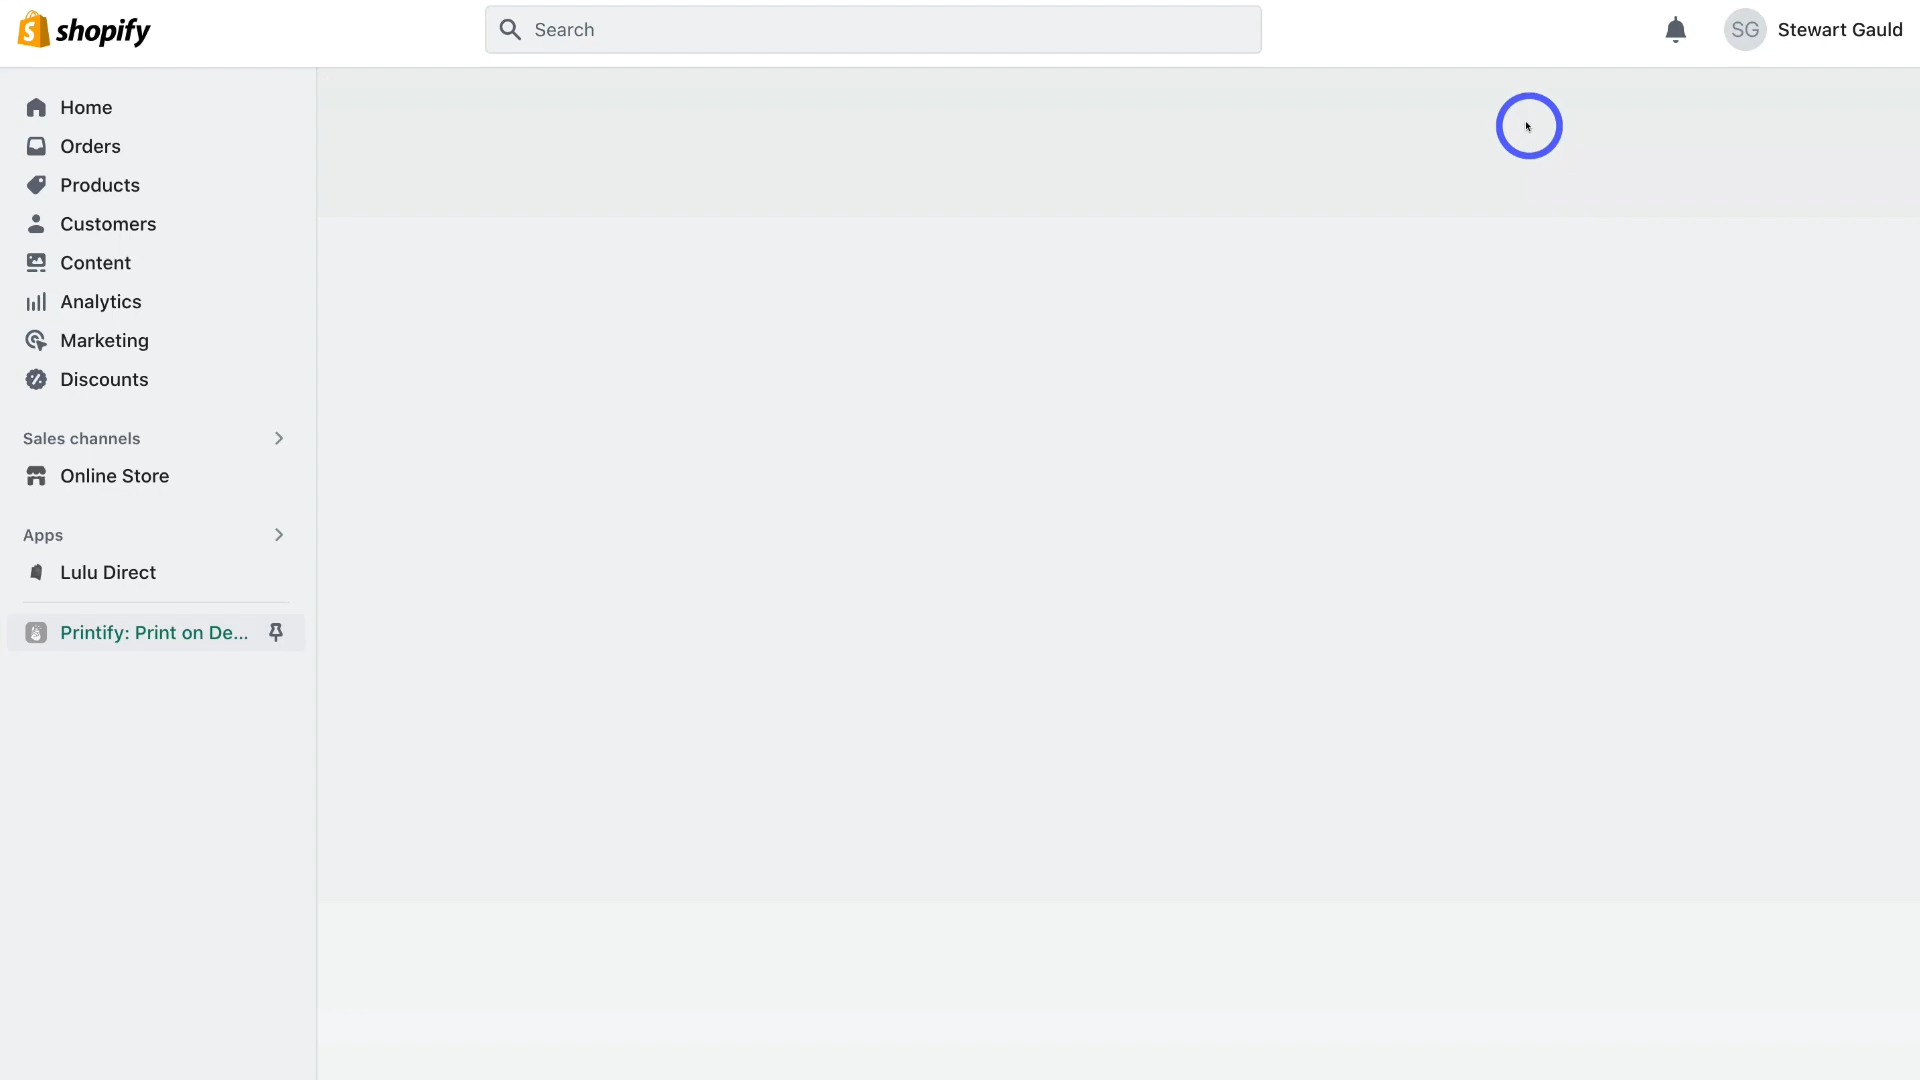 shopify
Search
SG
Stewart Gauld
Home
Orders
Products
Customers
Content
Analytics
Marketing
Discounts
Sales channels
Online Store
Apps
Lulu Direct
Printify: Print on De...